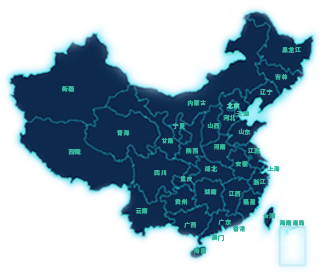 黑龙江
吉林
辽宁
新疆
内蒙古
北京
河北
宁夏
山西
山东
青海
甘肃
陕西
河南
江苏
西藏
四川
重庆
湖北
安徽
上海
浙江
湖南
江西
贵州
福建
云南
广西
广东
台湾
香港
澳门
海南
海南诸岛